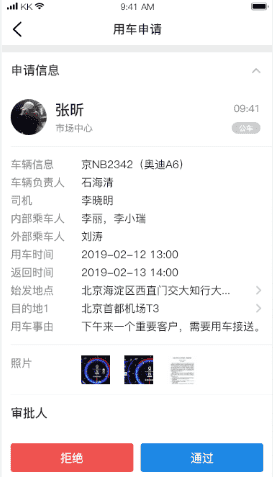 KK 9:41 AM
用车申请
申请信息
张昕 09:41
市场中心 公车
车辆信息 京NB2342（奥迪A6）
车辆负责人 石海清
司机 李晓明
内部乘车人 李丽，李小瑞
外部乘车人 刘涛
用车时间 2019-02-12 13:00
返回时间 2019-02-13 14:00
始发地点 北京海淀区西直门交大知行大...
目的地1 北京首都机场T3
用车事由 下午来一个重要客户，需要用车接送。
照片
审批人
拒绝 通过